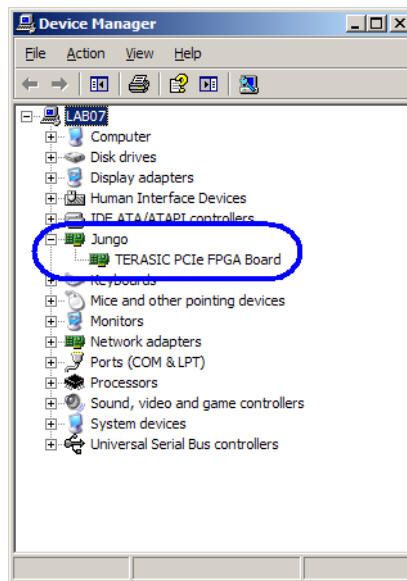 Device Manager
File Action View Help
LAB07
Computer
Disk drives
Display adapters
Human Interface Devices
IDE ATA/ATAPI controllers
Jungo
TERASIC PCIe FPGA Board
Keyboards
Mice and other pointing devices
Monitors
Network adapters
Ports (COM & LPT)
Processors
Sound, video and game controllers
System devices
Universal Serial Bus controllers